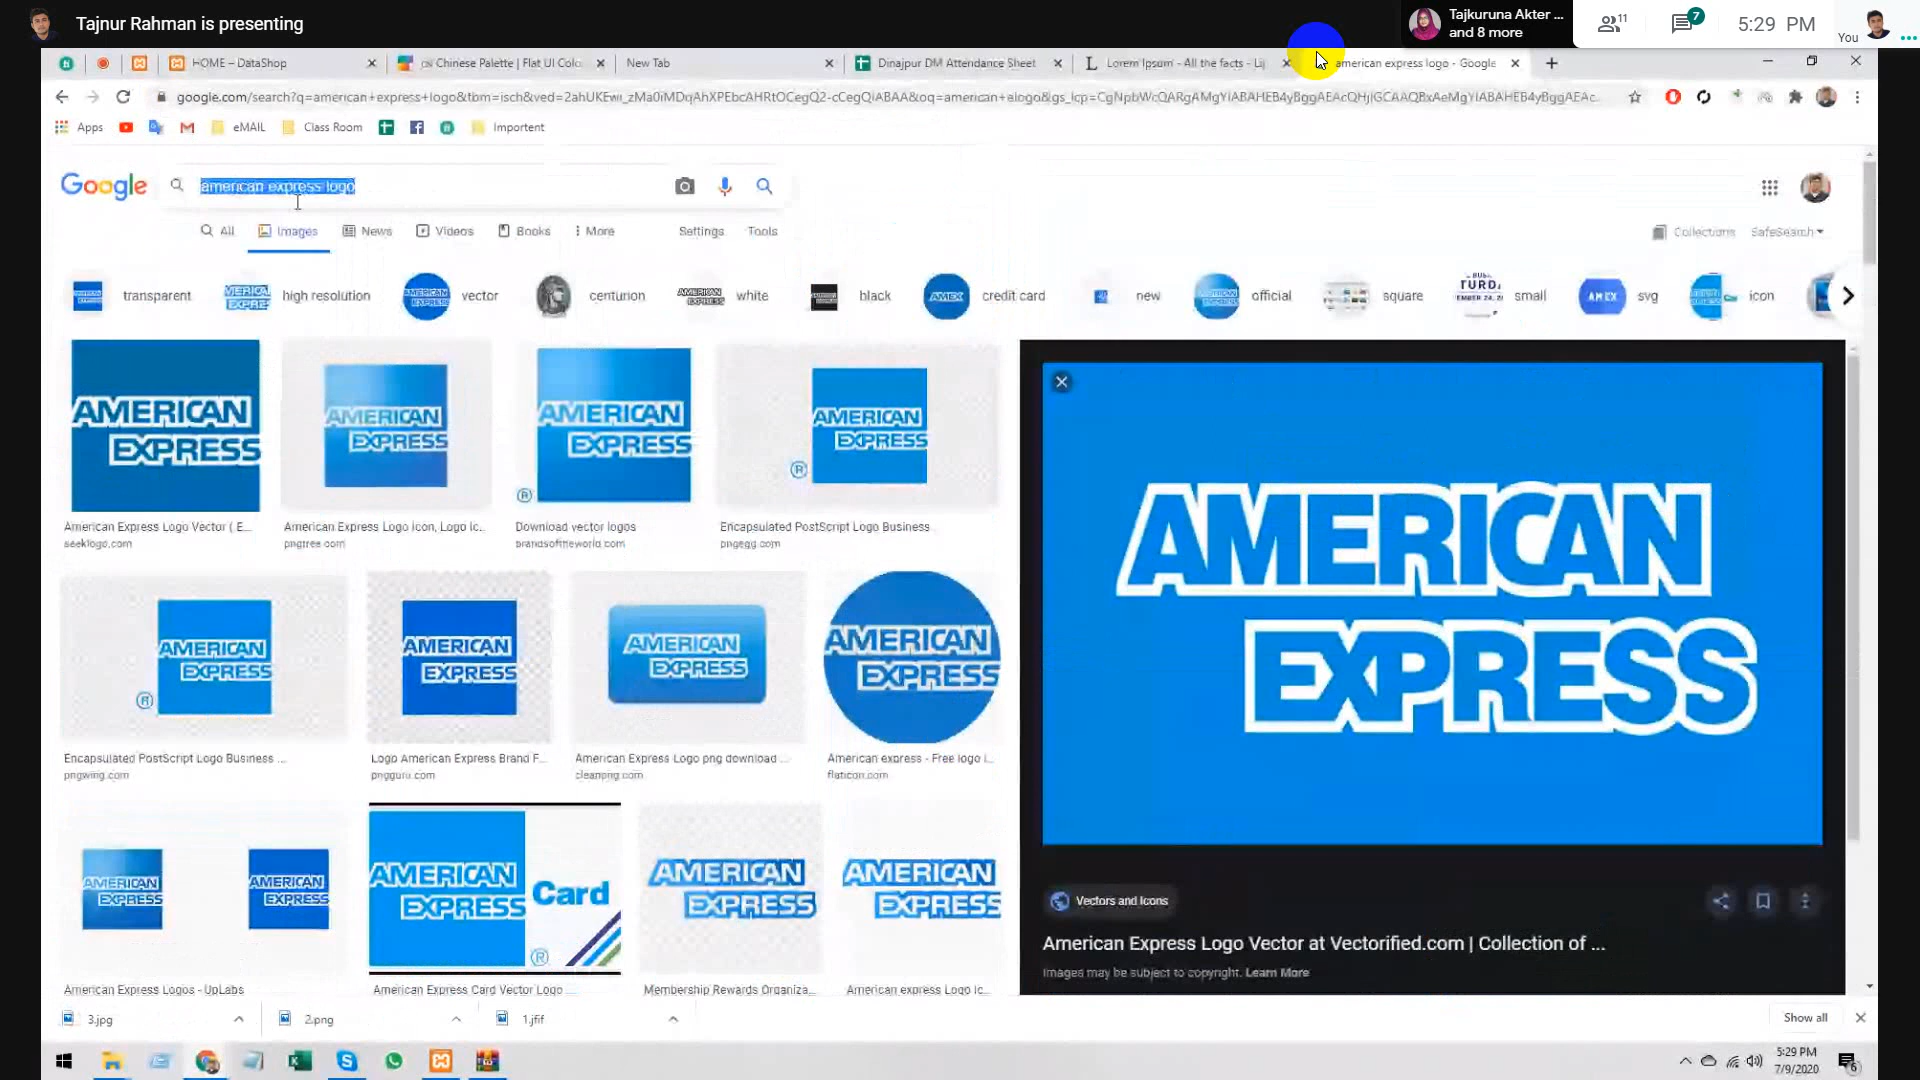 Tajnur Rahman is presenting
Tajkuruna Akter ...
and 8 more
11
7
5:29 PM
You
HOME – DataShop
CN Chinese Palette | Flat UI Colo
New Tab
Dinajpur DM Attendance Sheet
Lorem Ipsum - All the facts - Lip
american express logo - Google
Apps
eMAIL
Class Room
Importent
Google
american express logo
All
Images
News
Videos
Books
More
Settings
Tools
Collections
SafeSearch
transparent
high resolution
vector
centurion
white
black
credit card
new
official
square
small
svg
icon
AMERICAN
EXPRESS
American Express Logo Vector ( E...
seeklogo.com
American Express Logo Icon, Logo Ic...
pngtree.com
Download vector logos
brandsoftheworld.com
Encapsulated PostScript Logo Business
pngegg.com
Encapsulated PostScript Logo Business ...
pngwing.com
Logo American Express Brand F...
pngguru.com
American Express Logo png download ...
cleanpng.com
American express - Free logo i...
flaticon.com
Card
American Express Logos - UpLabs
American Express Card Vector Logo ...
Membership Rewards Organiza...
American express Logo Ic...
Vectors and Icons
American Express Logo Vector at Vectorified.com | Collection of ...
Images may be subject to copyright. Learn More
3.jpg
2.png
1.jfif
Show all
5:29 PM
7/9/2020
6